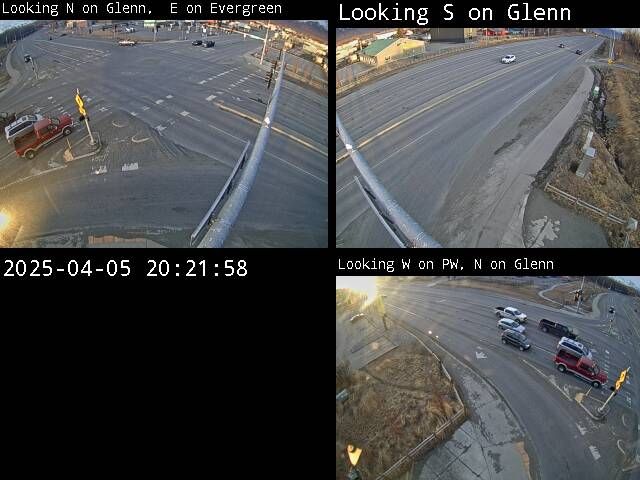 Looking N on Glenn,  E on Evergreen
Looking S on Glenn
2025-04-05 20:21:58
Looking W on PW, N on Glenn